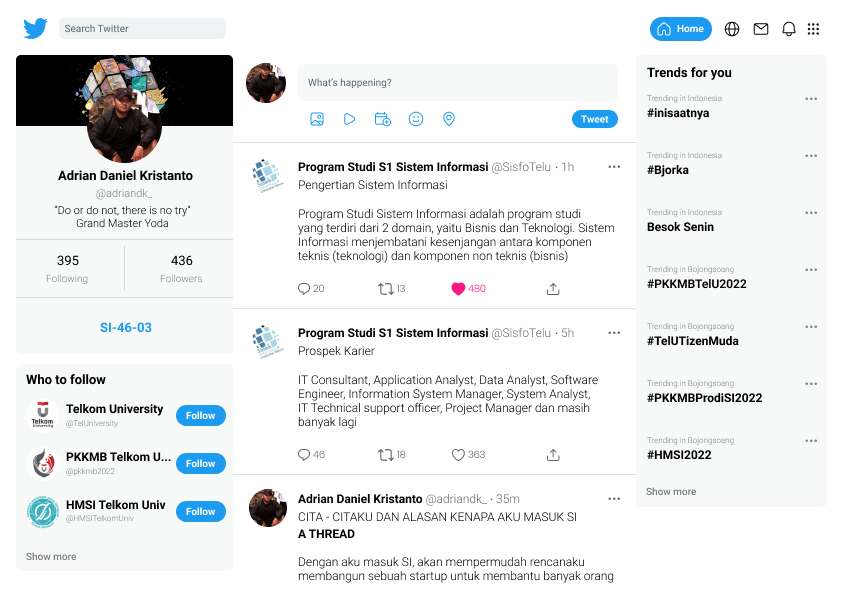 Search Twitter
Home
Adrian Daniel Kristanto
@adriandk_
"Do or do not, there is no try"
Grand Master Yoda
395
Following
436
Followers
SI-46-03
Who to follow
Telkom University
@TelUniversity
Follow
PKKMB Telkom U...
@pkkmb2022
Follow
HMSI Telkom Univ
@HMSITelkomUniv
Follow
Show more
What's happening?
Tweet
Program Studi S1 Sistem Informasi @SisfoTelu · 1h
Pengertian Sistem Informasi
Program Studi Sistem Informasi adalah program studi
yang terdiri dari 2 domain, yaitu Bisnis dan Teknologi. Sistem
Informasi menjembatani kesenjangan antara komponen
teknis (teknologi) dan komponen non teknis (bisnis)
20
13
480
Program Studi S1 Sistem Informasi @SisfoTelu · 5h
Prospek Karier
IT Consultant, Application Analyst, Data Analyst, Software
Engineer, Information System Manager, System Analyst,
IT Technical support officer, Project Manager dan masih
banyak lagi
46
18
363
Adrian Daniel Kristanto @adriandk_ · 35m
CITA - CITAKU DAN ALASAN KENAPA AKU MASUK SI
A THREAD
Dengan aku masuk SI, akan mempermudah rencanaku
membangun sebuah startup untuk membantu banyak orang
Trends for you
Trending in Indonesia
#inisaatnya
Trending in Indonesia
#Bjorka
Trending in Indonesia
Besok Senin
Trending in Bojongsoang
#PKKMBTelU2022
Trending in Bojongsoang
#TelUTizenMuda
Trending in Bojongsoang
#PKKMBProdiSI2022
Trending in Bojongsoang
#HMSI2022
Show more